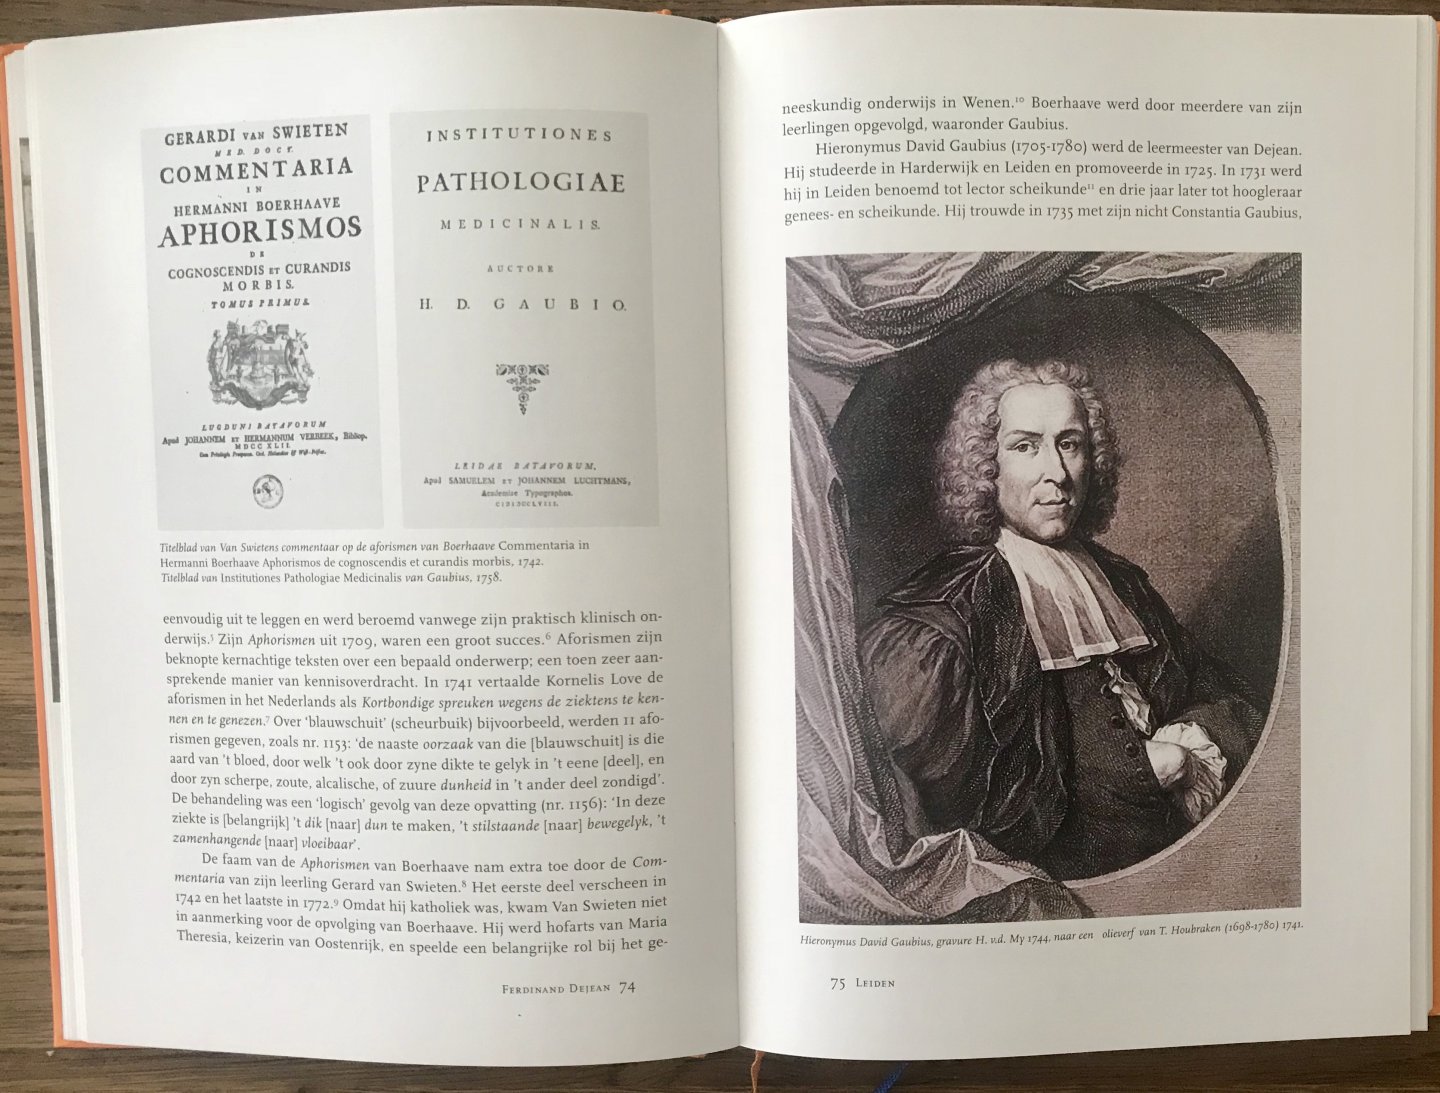 GERARDI VAN SWIETEN
MED. DOCT.
COMMENTARIA
IN
HERMANNI BOERHAAVE
APHORISMOS
DE
COGNOSCENDIS ET CURANDIS
MORBIS.
TOMUS PRIMUS.
LUGDUNI BATAVORUM
Apud JOHANNEM ET HERMANNUM VERBEEK, Bibliop.
MDCCXLII.
INSTITUTIONES
PATHOLOGIAE
MEDICINALIS.
AUCTORE
H. D. GAUBIO.
LEIDAE BATAVORUM,
Apud SAMUELEM ET JOHANNEM LUCHTMANS,
Academiae Typographos.
Titelblad van Van Swietens commentaar op de aforismen van Boerhaave Commentaria in
Hermanni Boerhaave Aphorismos de cognoscendis et curandis morbis, 1742.
Titelblad van Institutiones Pathologiae Medicinalis van Gaubius, 1758.
eenvoudig uit te leggen en werd beroemd vanwege zijn praktisch klinisch on-
derwijs.⁵ Zijn Aphorismen uit 1709, waren een groot succes.⁶ Aforismen zijn
beknopte kernachtige teksten over een bepaald onderwerp; een toen zeer aan-
sprekende manier van kennisoverdracht. In 1741 vertaalde Kornelis Love de
aforismen in het Nederlands als Kortbondige spreuken wegens de ziektens te ken-
nen en te genezen.⁷ Over ‘blauwschuit’ (scheurbuik) bijvoorbeeld, werden 11 afo-
rismen gegeven, zoals nr. 1153: ‘de naaste oorzaak van die [blauwschuit] is die
aard van ’t bloed, door welk ’t ook door zyne dikte te gelyk in ’t eene [deel], en
door zyn scherpe, zoute, alcalische, of zuure dunheid in ’t ander deel zondigd’.
De behandeling was een ‘logisch’ gevolg van deze opvatting (nr. 1156): ‘In deze
ziekte is [belangrijk] ’t dik [naar] dun te maken, ’t stilstaande [naar] bewegelyk, ’t
zamenhangende [naar] vloeibaar’.
De faam van de Aphorismen van Boerhaave nam extra toe door de Com-
mentaria van zijn leerling Gerard van Swieten.⁸ Het eerste deel verscheen in
1742 en het laatste in 1772.⁹ Omdat hij katholiek was, kwam Van Swieten niet
in aanmerking voor de opvolging van Boerhaave. Hij werd hofarts van Maria
Theresia, keizerin van Oostenrijk, en speelde een belangrijke rol bij het ge-
FERDINAND DEJEAN 74
neeskundig onderwijs in Wenen.¹⁰ Boerhaave werd door meerdere van zijn
leerlingen opgevolgd, waaronder Gaubius.
Hieronymus David Gaubius (1705-1780) werd de leermeester van Dejean.
Hij studeerde in Harderwijk en Leiden en promoveerde in 1725. In 1731 werd
hij in Leiden benoemd tot lector scheikunde¹¹ en drie jaar later tot hoogleraar
genees- en scheikunde. Hij trouwde in 1735 met zijn nicht Constantia Gaubius,
Hieronymus David Gaubius, gravure H. v.d. My 1744, naar een olieverf van T. Houbraken (1698-1780) 1741.
75 LEIDEN